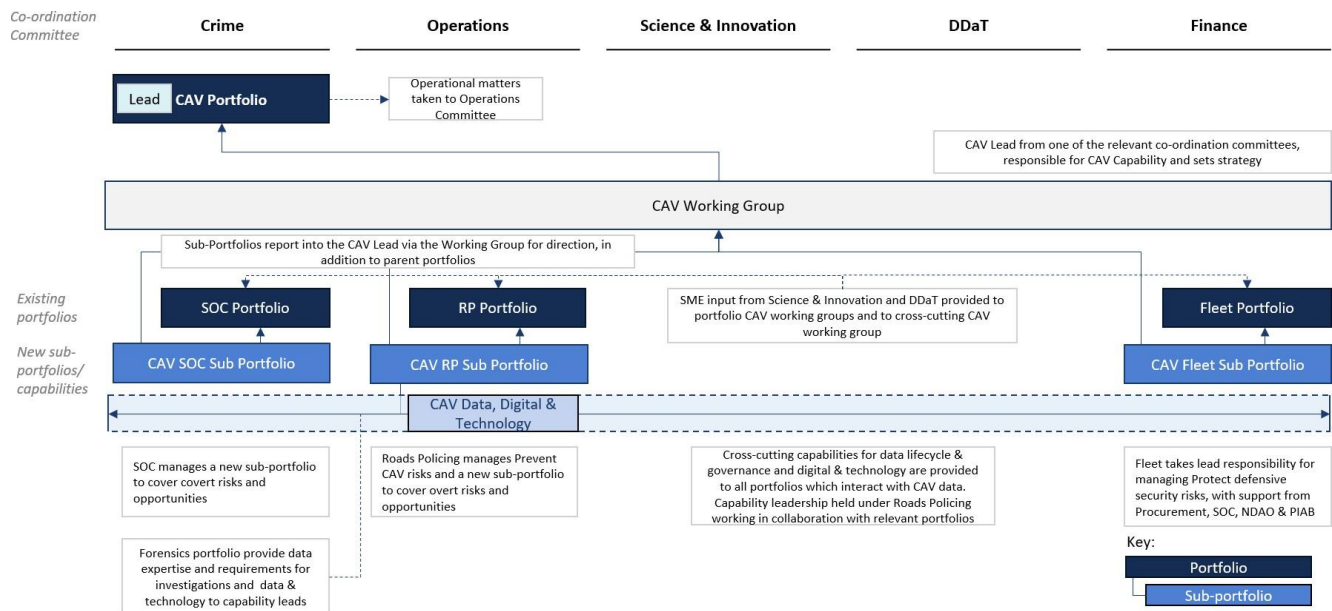 Co-ordination
Committee
Crime
Operations
Science & Innovation
DDaT
Finance
Lead
CAV Portfolio
Operational matters
taken to Operations
Committee
CAV Lead from one of the relevant co-ordination committees,
responsible for CAV Capability and sets strategy
CAV Working Group
Sub-Portfolios report into the CAV Lead via the Working Group for direction, in
addition to parent portfolios
Existing
portfolios
SOC Portfolio
RP Portfolio
SME input from Science & Innovation and DDaT provided to
portfolio CAV working groups and to cross-cutting CAV
working group
Fleet Portfolio
New sub-
portfolios/
capabilities
CAV SOC Sub Portfolio
CAV RP Sub Portfolio
CAV Fleet Sub Portfolio
CAV Data, Digital &
Technology
SOC manages a new sub-portfolio
to cover covert risks and
opportunities
Roads Policing manages Prevent
CAV risks and a new sub-portfolio
to cover overt risks and
opportunities
Cross-cutting capabilities for data lifecycle &
governance and digital & technology are provided
to all portfolios which interact with CAV data.
Capability leadership held under Roads Policing
working in collaboration with relevant portfolios
Fleet takes lead responsibility for
managing Protect defensive
security risks, with support from
Procurement, SOC, NDAO & PIAB
Forensics portfolio provide data
expertise and requirements for
investigations and data &
technology to capability leads
Key:
Portfolio
Sub-portfolio